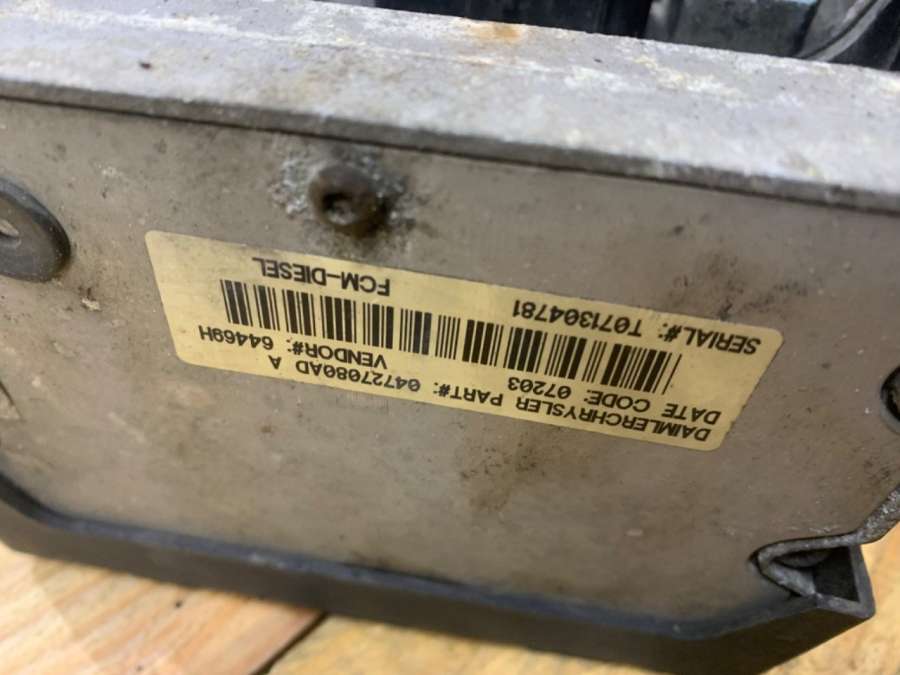 DAIMLERCHRYSLER PART#: 04727080AD A
DATE CODE: 07203 VENDOR#: 64469H
SERIAL#: T071304781 FCM-DIESEL